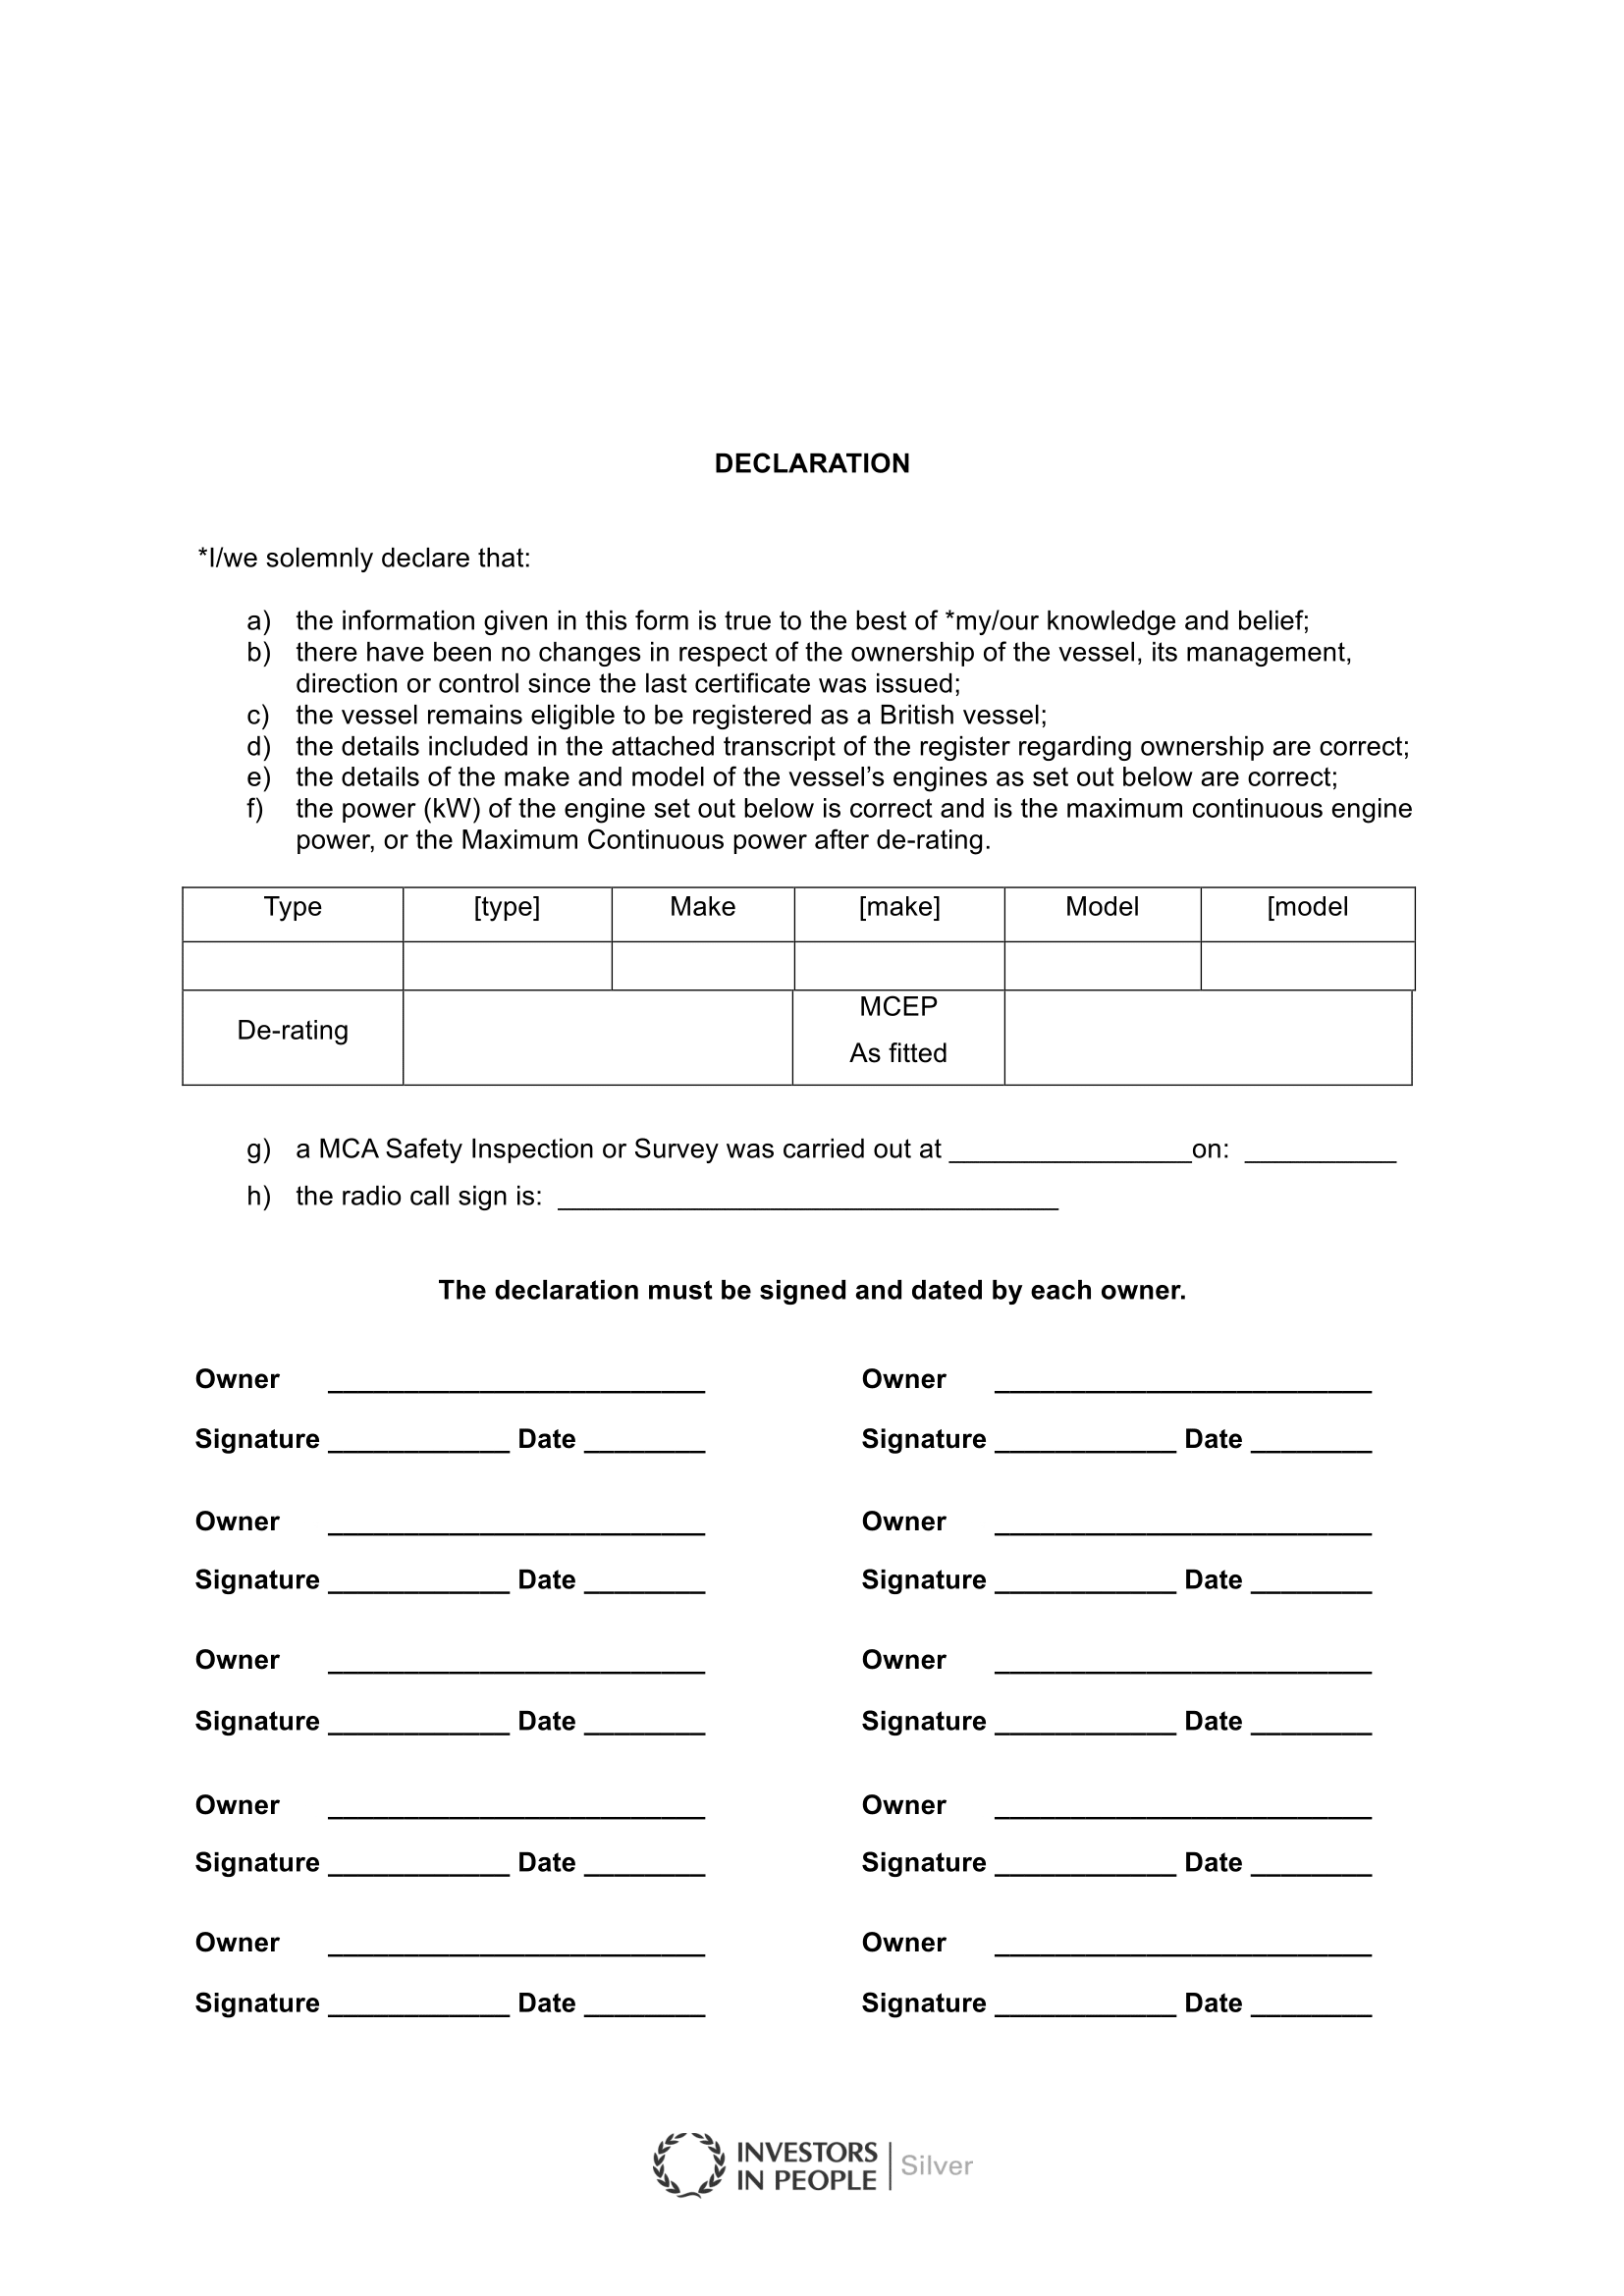 DECLARATION
*I/we solemnly declare that:
a) the information given in this form is true to the best of *my/our knowledge and belief;
b) there have been no changes in respect of the ownership of the vessel, its management,
direction or control since the last certificate was issued;
c) the vessel remains eligible to be registered as a British vessel;
d) the details included in the attached transcript of the register regarding ownership are correct;
e) the details of the make and model of the vessel’s engines as set out below are correct;
f) the power (kW) of the engine set out below is correct and is the maximum continuous engine
power, or the Maximum Continuous power after de-rating.
Type [type] Make [make] Model [model
De-rating MCEP
As fitted
g) a MCA Safety Inspection or Survey was carried out at ________________on: __________
h) the radio call sign is: _________________________________
The declaration must be signed and dated by each owner.
Owner _________________________ Owner _________________________
Signature ____________ Date ________ Signature ____________ Date ________
Owner _________________________ Owner _________________________
Signature ____________ Date ________ Signature ____________ Date ________
Owner _________________________ Owner _________________________
Signature ____________ Date ________ Signature ____________ Date ________
Owner _________________________ Owner _________________________
Signature ____________ Date ________ Signature ____________ Date ________
Owner _________________________ Owner _________________________
Signature ____________ Date ________ Signature ____________ Date ________
INVESTORS
IN PEOPLE Silver